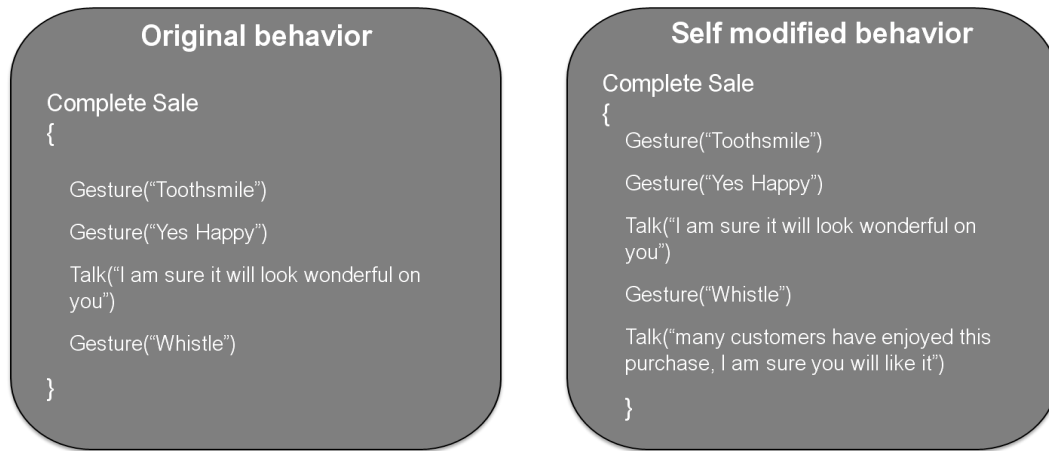 Original behavior
Complete Sale
{
Gesture(“Toothsmile”)
Gesture(“Yes Happy”)
Talk(“I am sure it will look wonderful on
you”)
Gesture(“Whistle”)
}
Self modified behavior
Complete Sale
{
Gesture(“Toothsmile”)
Gesture(“Yes Happy”)
Talk(“I am sure it will look wonderful on
you”)
Gesture(“Whistle”)
Talk(“many customers have enjoyed this
purchase, I am sure you will like it”)
}